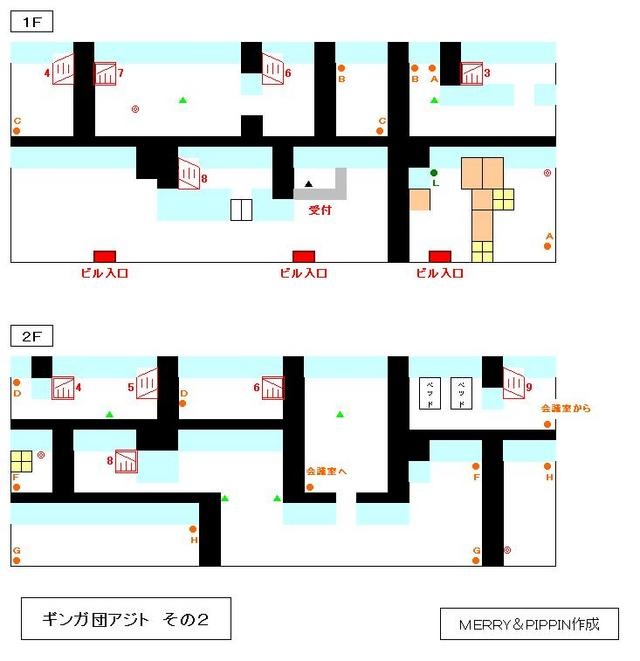 1F
4 7 6 B B A 3
C C
8 L
受付 A
ビル入口 ビル入口 ビル入口
2F
D 4 5 D 6 ベッド ベッド 9
会議室から
8
F 会議室へ F H
H
G G
ギンガ団アジト その2
MERRY&PIPPIN作成